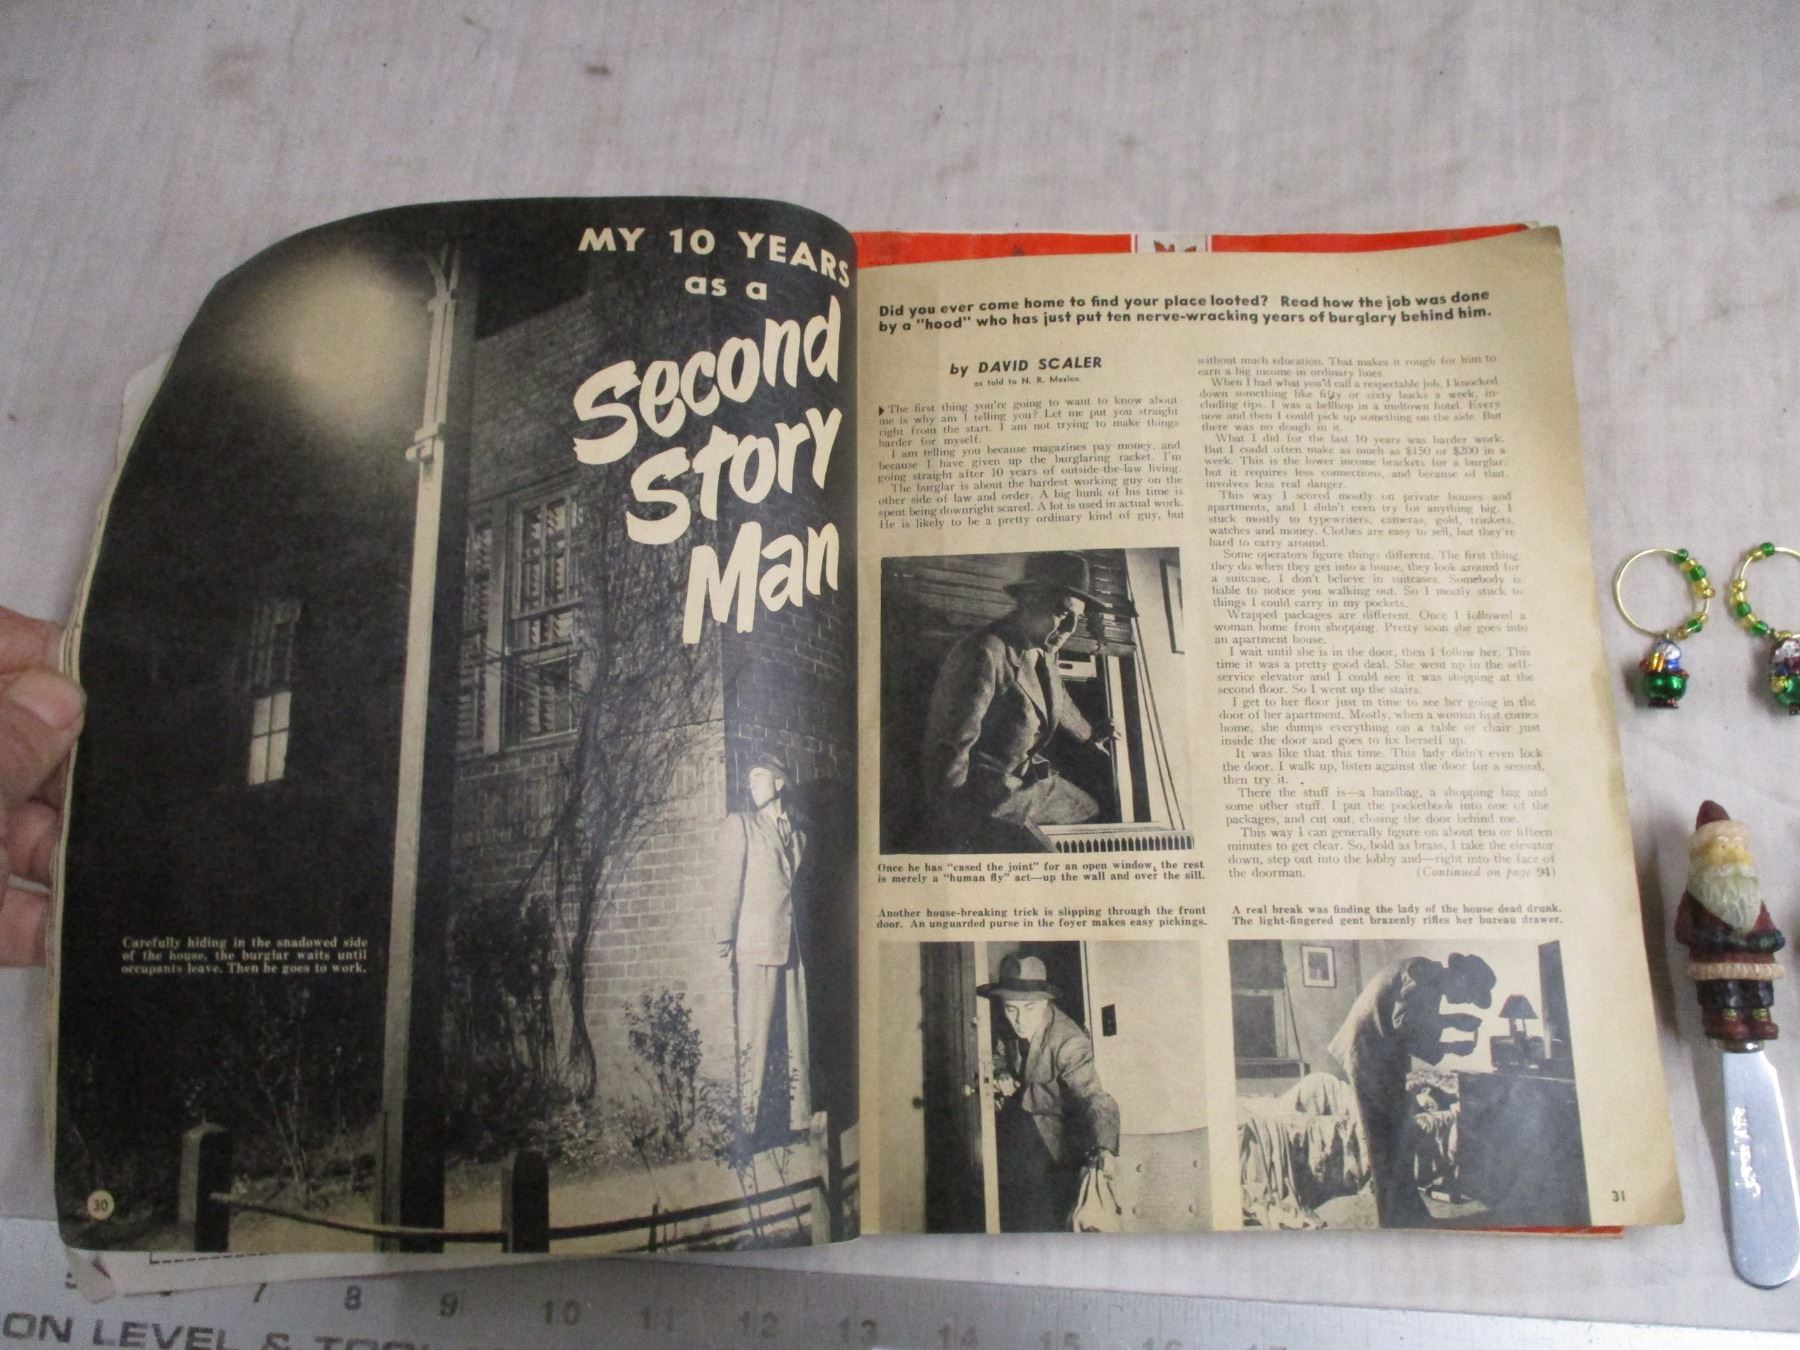 MY 10 YEARS
as a
Second
Story
Man
Carefully hiding in the shadowed side
of the house, the burglar waits until
occupants leave. Then he goes to work.
30
Did you ever come home to find your place looted? Read how the job was done
by a "hood" who has just put ten nerve-wracking years of burglary behind him.
by DAVID SCALER
as told to N. R. Mexico
The first thing you're going to want to know about
me is why am I telling you? Let me put you straight
right from the start. I am not trying to make things
harder for myself.
I am telling you because magazines pay money, and
because I have given up the burglaring racket. I'm
going straight after 10 years of outside-the-law living.
The burglar is about the hardest working guy on the
other side of law and order. A big hunk of his time is
spent being downright scared. A lot is used in actual work.
He is likely to be a pretty ordinary kind of guy, but
Once he has "cased the joint" for an open window, the rest
is merely a "human fly" act—up the wall and over the sill.
Another house-breaking trick is slipping through the front
door. An unguarded purse in the foyer makes easy pickings.
without much education. That makes it rough for him to
earn a big income in ordinary lines.
When I had what you'd call a respectable job, I knocked
down something like fifty or sixty bucks a week, in-
cluding tips. I was a bellhop in a midtown hotel. Every
now and then I could pick up something on the side. But
there was no dough in it.
What I did for the last 10 years was harder work.
But I could often make as much as $150 or $200 in a
week. This is the lower income brackets for a burglar,
but it requires less connections, and because of that,
involves less real danger.
This way I scored mostly on private houses and
apartments, and I didn't even try for anything big. I
stuck mostly to typewriters, cameras, gold, trinkets,
watches and money. Clothes are easy to sell, but they're
hard to carry around.
Some operators figure things different. The first thing
they do when they get into a house, they look around for
a suitcase. I don't believe in suitcases. Somebody is
liable to notice you walking out. So I mostly stuck to
things I could carry in my pockets.
Wrapped packages are different. Once I followed a
woman home from shopping. Pretty soon she goes into
an apartment house.
I wait until she is in the door, then I follow her. This
time it was a pretty good deal. She went up in the self-
service elevator and I could see it was stopping at the
second floor. So I went up the stairs.
I get to her floor just in time to see her going in the
door of her apartment. Mostly, when a woman first comes
home, she dumps everything on a table or chair just
inside the door and goes to fix herself up.
It was like that this time. This lady didn't even lock
the door. I walk up, listen against the door for a second,
then try it.
There the stuff is—a handbag, a shopping bag and
some other stuff. I put the pocketbook into one of the
packages, and cut out, closing the door behind me.
This way I can generally figure on about ten or fifteen
minutes to get clear. So, bold as brass, I take the elevator
down, step out into the lobby and—right into the face of
the doorman. (Continued on page 94)
A real break was finding the lady of the house dead drunk.
The light-fingered gent brazenly rifles her bureau drawer.
31
7 8 9 10 11 12 13 14 15 16
ON LEVEL &